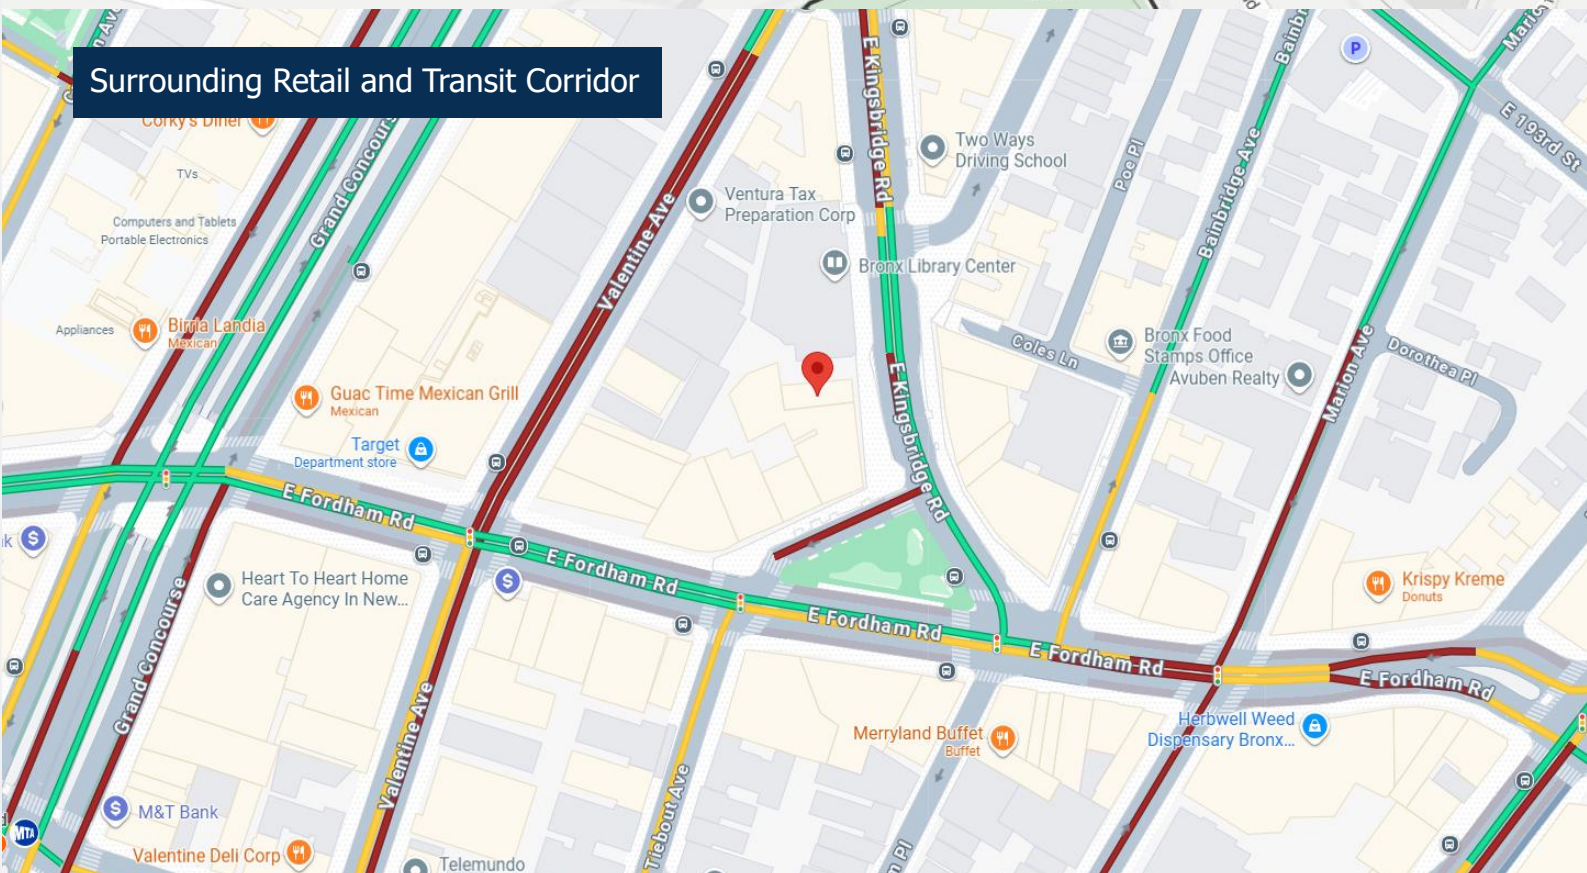 Surrounding Retail and Transit Corridor
Corky's Diner
TVs
Computers and Tablets
Portable Electronics
Appliances
Birria Landia
Mexican
Grand Concourse
Guac Time Mexican Grill
Mexican
Target
Department store
Valentine Ave
Ventura Tax
Preparation Corp
E Kingsbridge Rd
Two Ways
Driving School
Bronx Library Center
Poe Pl
Bainbridge Ave
Bainbr
P
Mario
E 193rd St
Coles Ln
Bronx Food
Stamps Office
Avuben Realty
Marion Ave
Dorothea Pl
E Kingsbridge Rd
E Fordham Rd
E Fordham Rd
E Fordham Rd
E Fordham Rd
E Fordham Rd
Heart To Heart Home
Care Agency In New...
Krispy Kreme
Donuts
Grand Concourse
Valentine Ave
Tiebout Ave
Merryland Buffet
Buffet
Herbwell Weed
Dispensary Bronx...
M&T Bank
MTA
Valentine Deli Corp
Telemundo